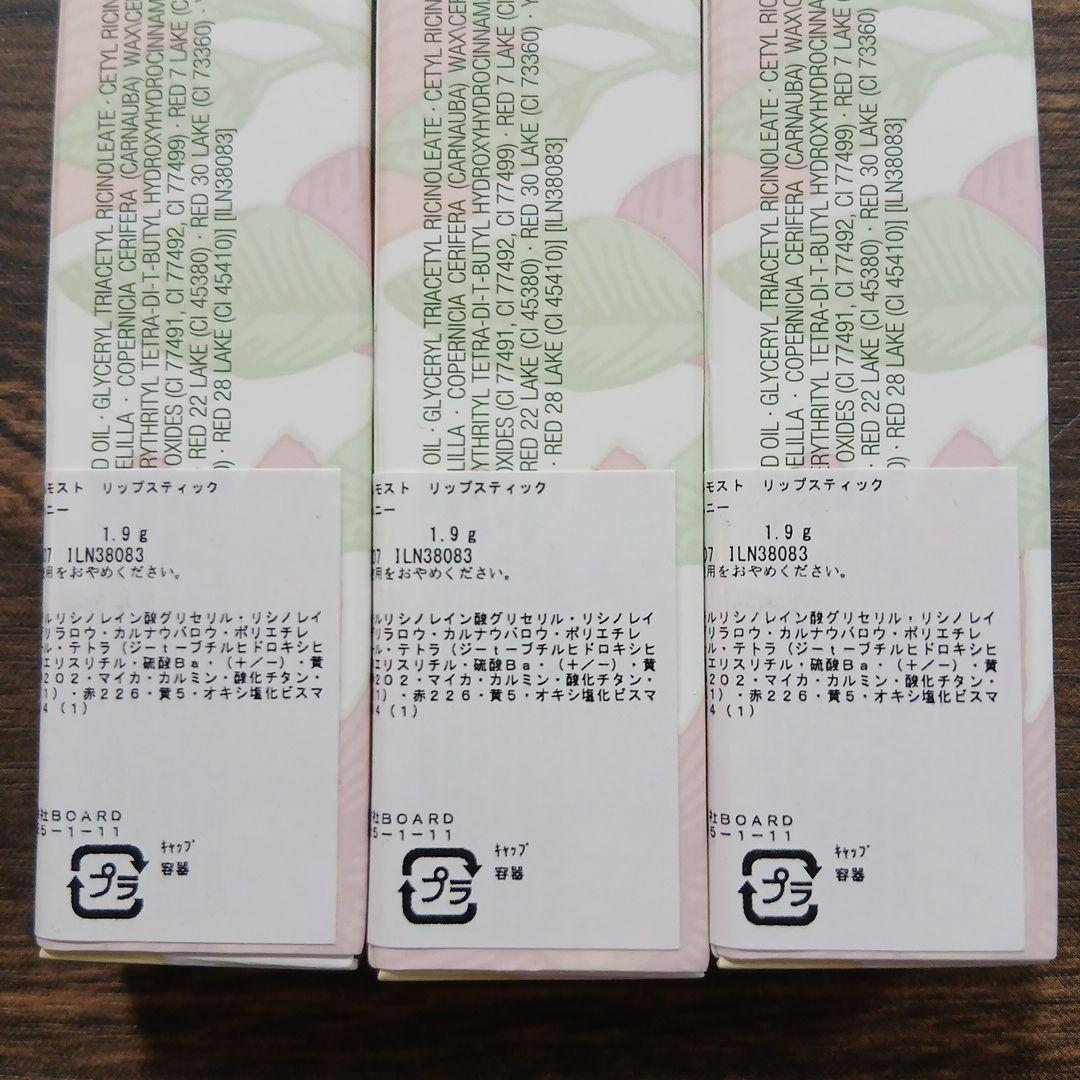 D OIL · GLYCERYL TRIACETYL RICINOLEATE · CETYL RICINOL
ELILLA · COPERNICIA CERIFERA (CARNAUBA) WAX\CER
RYTHRITYL TETRA-DI-T-BUTYL HYDROXYHYDROCINNAM
OXIDES (CI 77491, CI 77492, CI 77499) · RED 7 LAKE (C
· RED 22 LAKE (CI 45380) · RED 30 LAKE (CI 73360) · Y
) · RED 28 LAKE (CI 45410)] [ILN38083]
モスト リップスティック
ニー
1.9g
07 ILN38083
使用をおやめください。
ルリシノレイン酸グリセリル・リシノレイ
リラロウ・カルナウバロウ・ポリエチレ
ル・テトラ(ジーtーブチルヒドロキシヒ
エリスリチル・硫酸Ba・(+/-)・黄
202・マイカ・カルミン・酸化チタン・
1)・赤226・黄5・オキシ塩化ビスマ
4(1)
社BOARD
5-1-11
プラ
キャップ
容器
OIL · GLYCERYL TRIACETYL RICINOLEATE · CETYL RICINOLE
LILLA · COPERNICIA CERIFERA (CARNAUBA) WAX\CER
RYTHRITYL TETRA-DI-T-BUTYL HYDROXYHYDROCINNAM
OXIDES (CI 77491, CI 77492, CI 77499) · RED 7 LAKE (
RED 22 LAKE (CI 45380) · RED 30 LAKE (CI 73360) · Y
· RED 28 LAKE (CI 45410)] [ILN38083]
モスト リップスティック
ニー
1.9g
07 ILN38083
使用をおやめください。
ルリシノレイン酸グリセリル・リシノレイ
リラロウ・カルナウバロウ・ポリエチレ
ル・テトラ(ジーtーブチルヒドロキシヒ
エリスリチル・硫酸Ba・(+/-)・黄
202・マイカ・カルミン・酸化チタン・
1)・赤226・黄5・オキシ塩化ビスマ
4(1)
社BOARD
5-1-11
プラ
キャップ
容器
D OIL · GLYCERYL TRIACETYL RICINOLEATE · CETYL RICINO
ELILLA · COPERNICIA CERIFERA (CARNAUBA) WAX\C
RYTHRITYL TETRA-DI-T-BUTYL HYDROXYHYDROCINN
OXIDES (CI 77491, CI 77492, CI 77499) · RED 7 LAKE
· RED 22 LAKE (CI 45380) · RED 30 LAKE (CI 73360) ·
) · RED 28 LAKE (CI 45410)] [ILN38083]
モスト リップスティック
ニー
1.9g
07 ILN38083
使用をおやめください。
ルリシノレイン酸グリセリル・リシノレイ
リラロウ・カルナウバロウ・ポリエチレ
ル・テトラ(ジーtーブチルヒドロキシヒ
エリスリチル・硫酸Ba・(+/-)・黄
202・マイカ・カルミン・酸化チタン・
1)・赤226・黄5・オキシ塩化ビスマ
4(1)
社BOARD
5-1-11
プラ
キャップ
容器